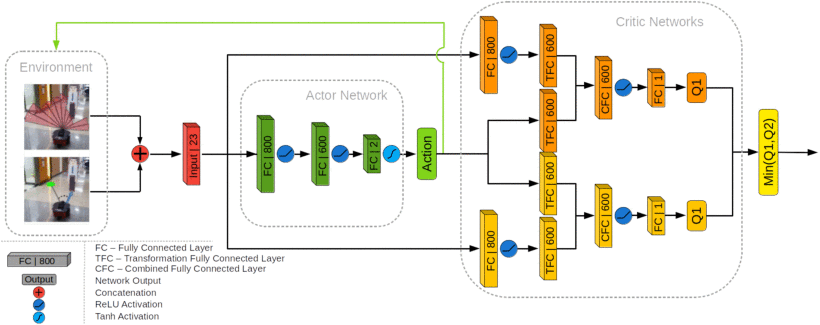 Critic Networks
Environment
Actor Network
Input | 23
FC | 800
FC | 600
FC | 2
Action
FC | 800
TFC | 600
TFC | 600
CFC | 600
FC | 1
Q1
TFC | 600
FC | 800
TFC | 600
CFC | 600
FC | 1
Q1
Min(Q1,Q2)
FC | 800
FC – Fully Connected Layer
TFC – Transformation Fully Connected Layer
CFC – Combined Fully Connected Layer
Output
Network Output
Concatenation
ReLU Activation
Tanh Activation